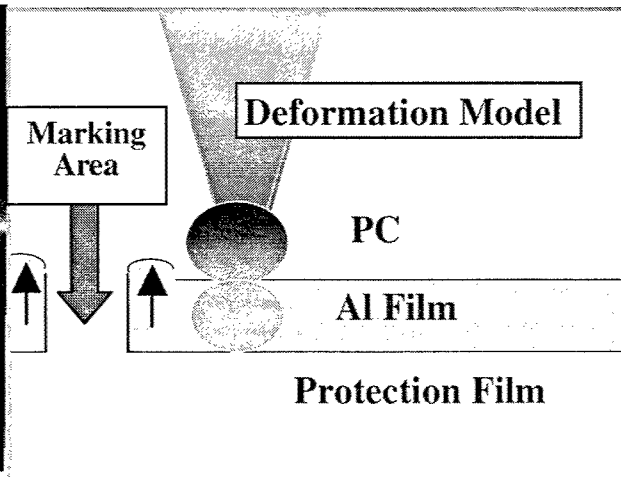 Deformation Model
Marking
Area
PC
Al Film
Protection Film